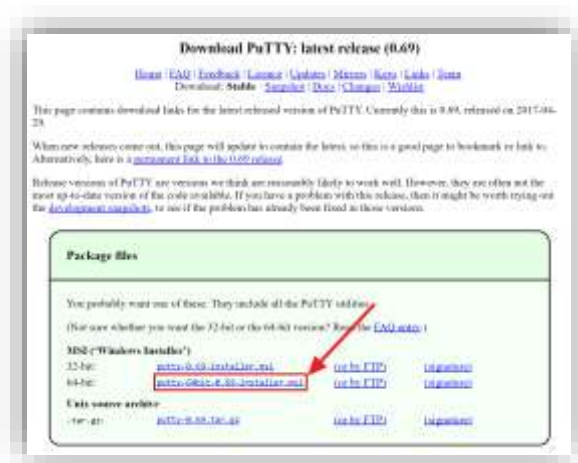 Download PuTTY: latest release (0.69)
Home | FAQ | Feedback | Licence | Updates | Mirrors | Keys | Links | Team
Download: Stable · Snapshot | Docs | Changes | Wishlist
This page contains download links for the latest released version of PuTTY. Currently this is 0.69, released on 2017-04-
29.
When new releases come out, this page will update to contain the latest, so this is a good page to bookmark or link to.
Alternatively, here is a permanent link to the 0.69 release.
Release versions of PuTTY are versions we think are reasonably likely to work well. However, they are often not the
most up-to-date version of the code available. If you have a problem with this release, then it might be worth trying out
the development snapshots, to see if the problem has already been fixed in those versions.
Package files
You probably want one of these. They include all the PuTTY utilities.
(Not sure whether you want the 32-bit or the 64-bit version? Read the FAQ entry.)
MSI ('Windows Installer')
32-bit: putty-0.69-installer.msi (or by FTP) (signature)
64-bit: putty-64bit-0.69-installer.msi (or by FTP) (signature)
Unix source archive
.tar.gz: putty-0.69.tar.gz (or by FTP) (signature)